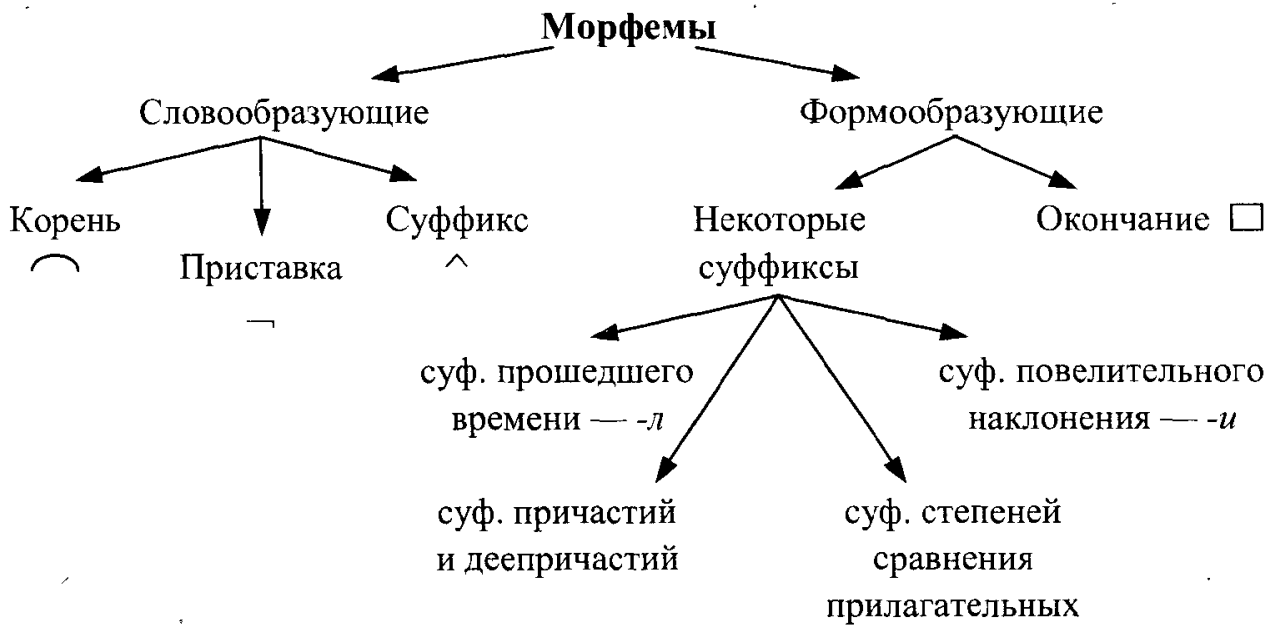 Морфемы
Словообразующие
Формообразующие
Корень
Приставка
Суффикс
Некоторые
суффиксы
Окончание
суф. прошедшего
времени — -л
суф. повелительного
наклонения — -и
суф. причастий
и деепричастий
суф. степеней
сравнения
прилагательных